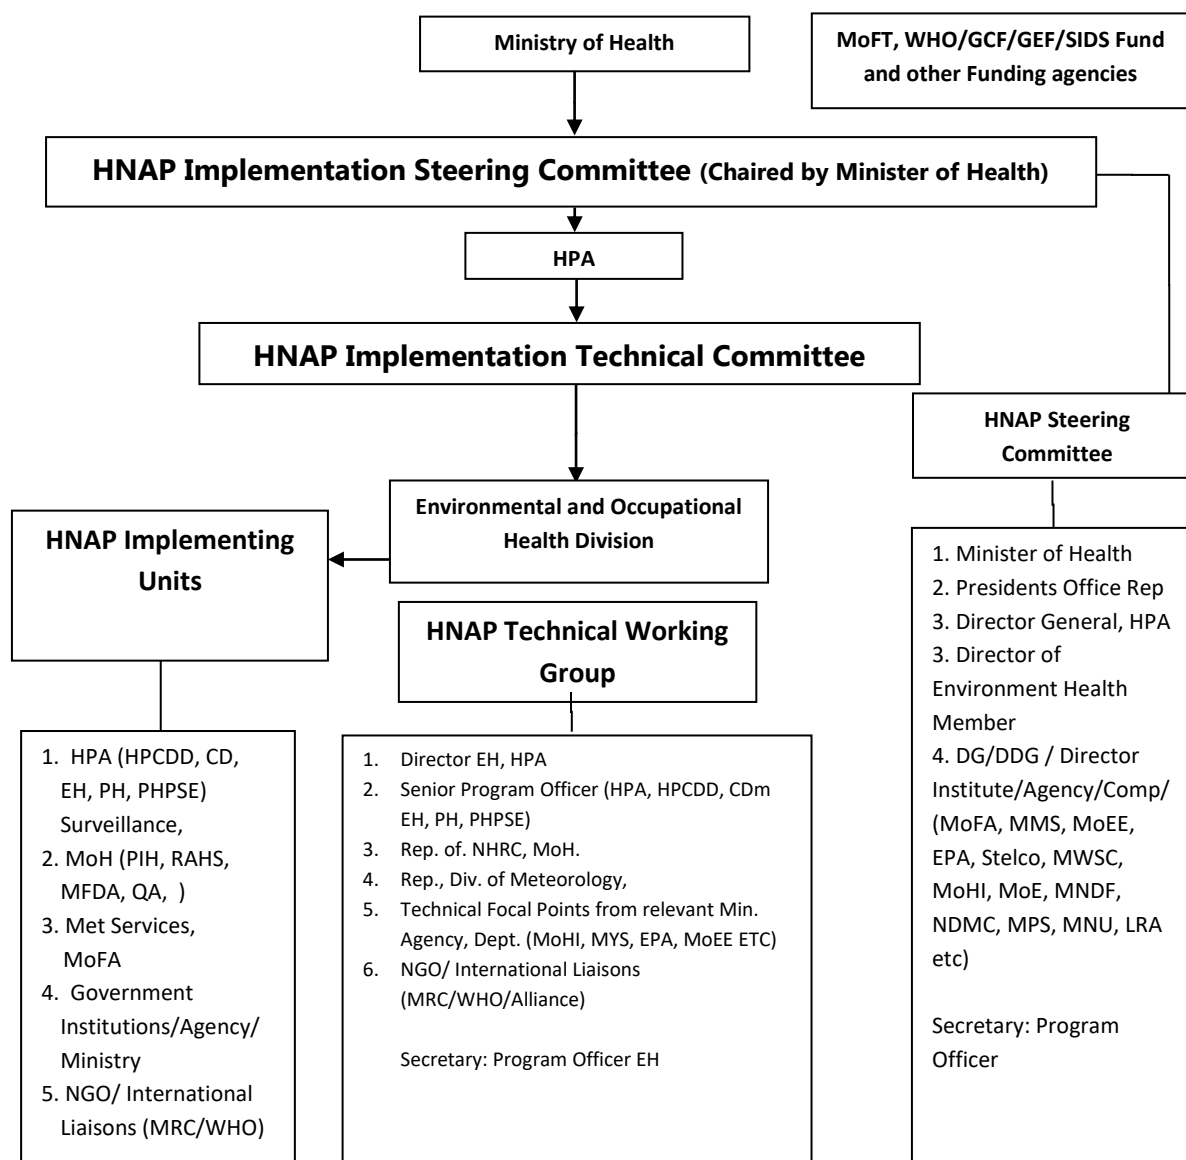 Ministry of Health
MoFT, WHO/GCF/GEF/SIDS Fund
and other Funding agencies
HNAP Implementation Steering Committee (Chaired by Minister of Health)
HPA
HNAP Implementation Technical Committee
HNAP Steering
Committee
Environmental and Occupational
Health Division
HNAP Implementing
Units
HNAP Technical Working
Group
1. HPA (HPCDD, CD,
EH, PH, PHPSE)
Surveillance,
2. MoH (PIH, RAHS,
MFDA, QA, )
3. Met Services,
MoFA
4. Government
Institutions/Agency/
Ministry
5. NGO/ International
Liaisons (MRC/WHO)
1. Director EH, HPA
2. Senior Program Officer (HPA, HPCDD, CDm
EH, PH, PHPSE)
3. Rep. of. NHRC, MoH.
4. Rep., Div. of Meteorology,
5. Technical Focal Points from relevant Min.
Agency, Dept. (MoHI, MYS, EPA, MoEE ETC)
6. NGO/ International Liaisons
(MRC/WHO/Alliance)
Secretary: Program Officer EH
1. Minister of Health
2. Presidents Office Rep
3. Director General, HPA
3. Director of
Environment Health
Member
4. DG/DDG / Director
Institute/Agency/Comp/
(MoFA, MMS, MoEE,
EPA, Stelco, MWSC,
MoHI, MoE, MNDF,
NDMC, MPS, MNU, LRA
etc)
Secretary: Program
Officer